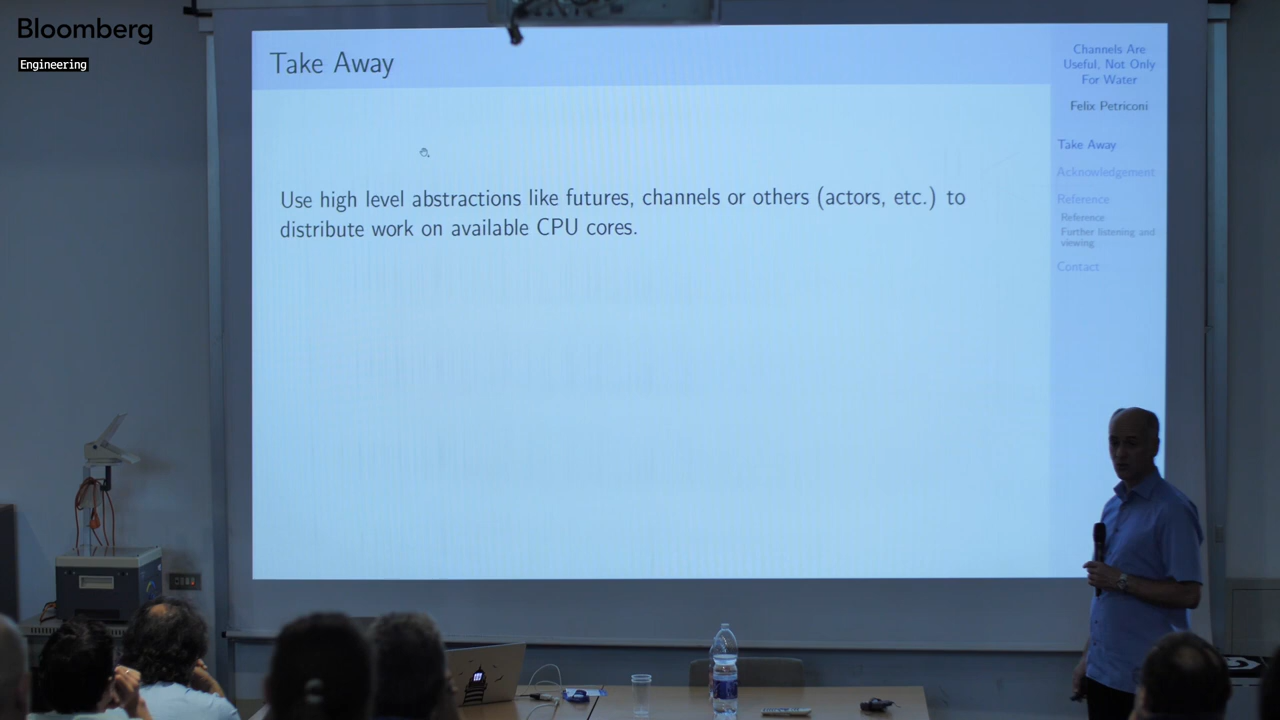 Bloomberg
Engineering
Take Away
Use high level abstractions like futures, channels or others (actors, etc.) to
distribute work on available CPU cores.
Channels Are
Useful, Not Only
For Water
Felix Petriconi
Take Away
Acknowledgement
Reference
Reference
Further listening and
viewing
Contact